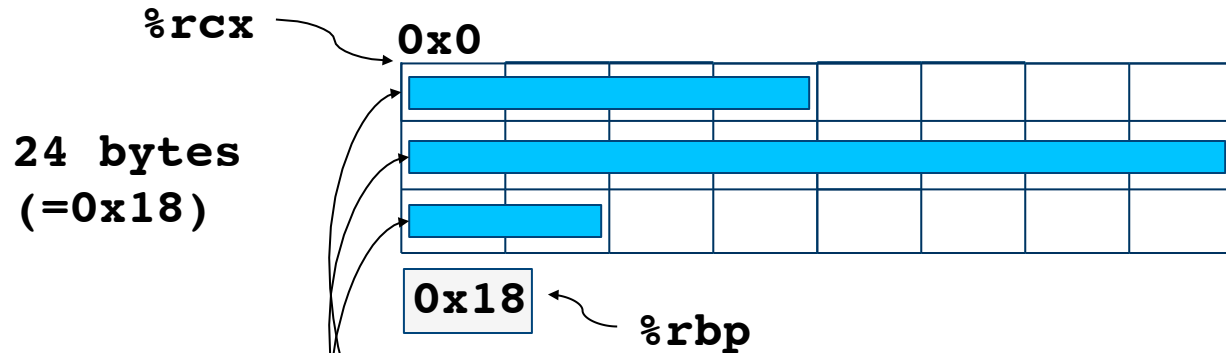 %rcx
0x0
24 bytes
(=0x18)
0x18
%rbp